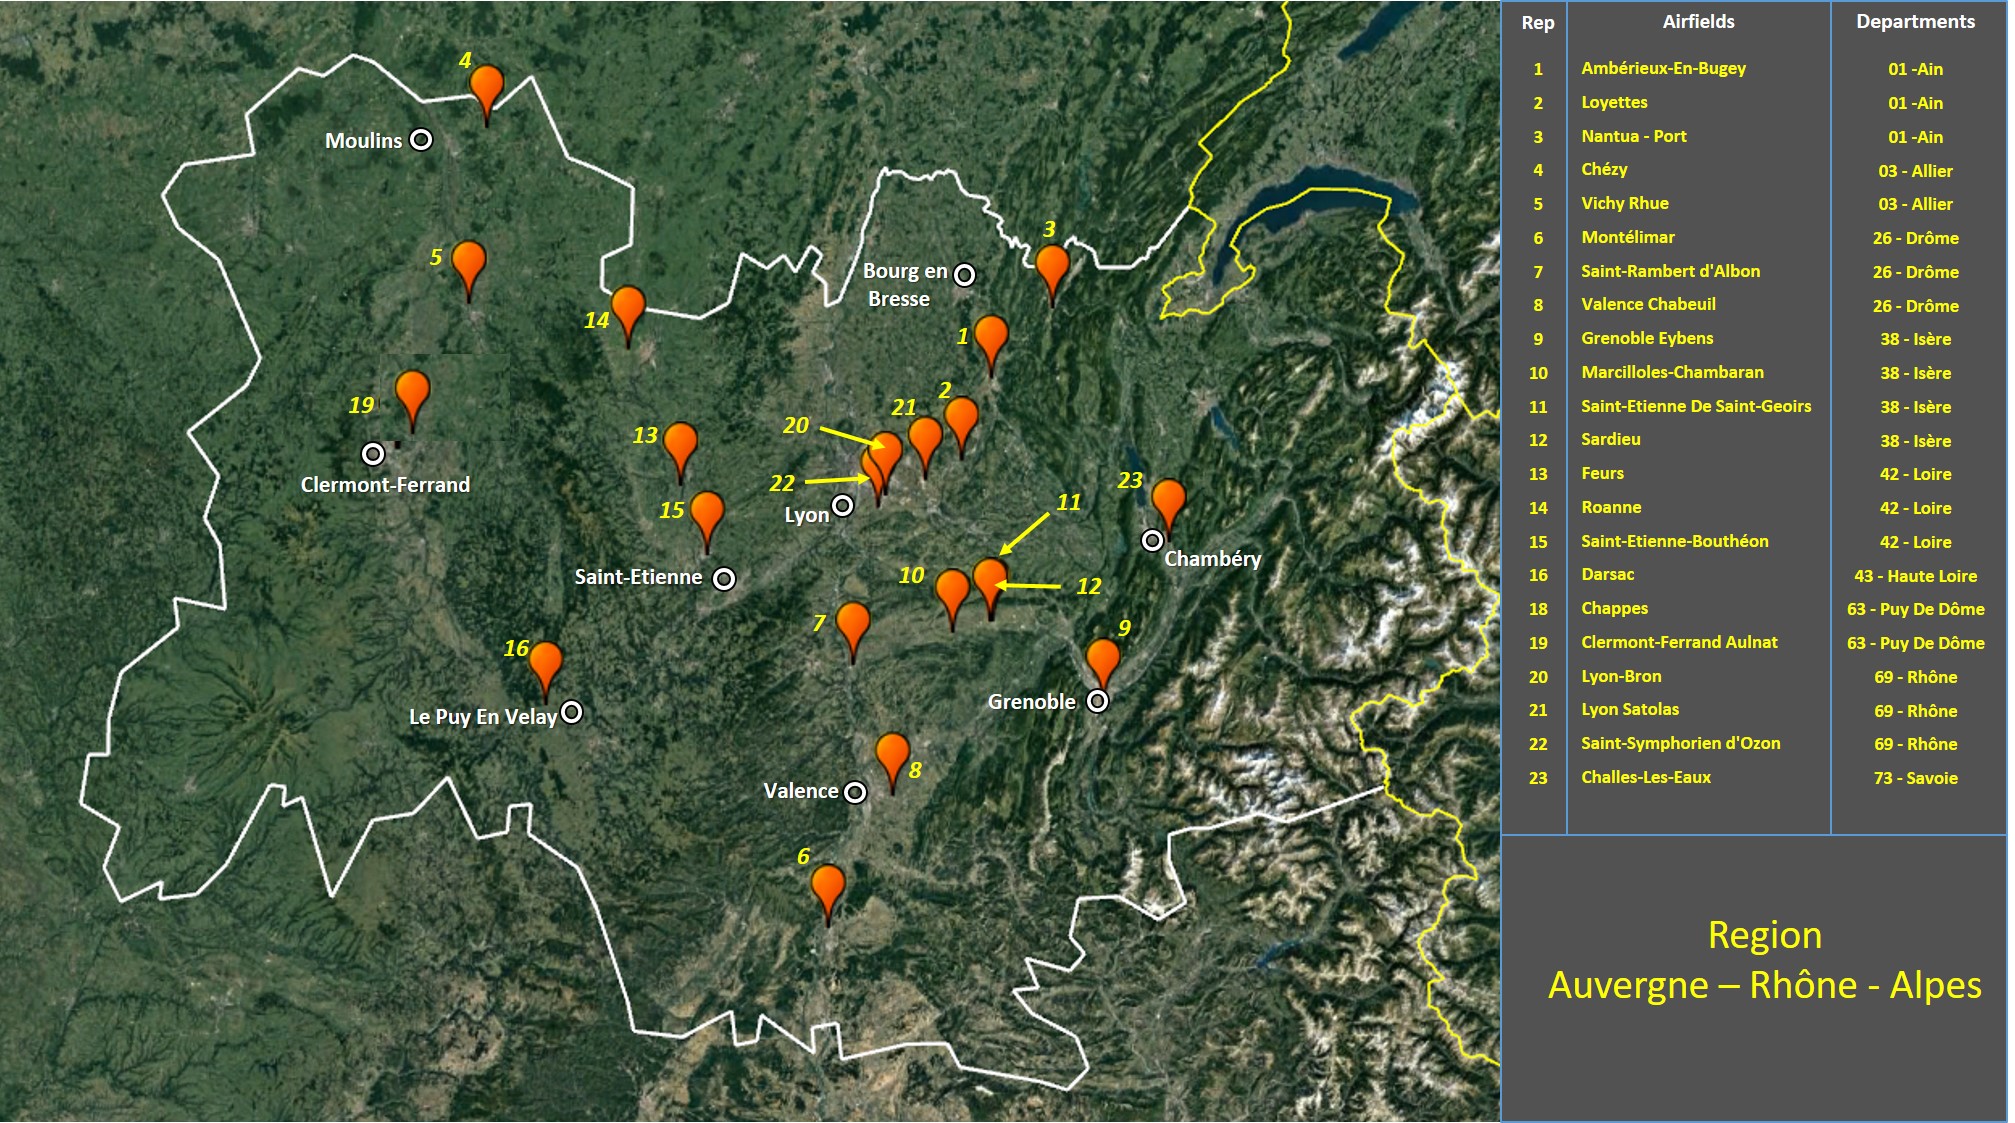 4
Moulins
3
5
Bourg en
Bresse
14
1
2
19
21
13
20
Clermont-Ferrand
22
23
15
Lyon
11
Chambéry
Saint-Etienne
10
12
7
9
16
Le Puy En Velay
Grenoble
8
Valence
6
Rep Airfields Departments
1 Ambérieux-En-Bugey 01 -Ain
2 Loyettes 01 -Ain
3 Nantua - Port 01 -Ain
4 Chézy 03 - Allier
5 Vichy Rhue 03 - Allier
6 Montélimar 26 - Drôme
7 Saint-Rambert d'Albon 26 - Drôme
8 Valence Chabeuil 26 - Drôme
9 Grenoble Eybens 38 - Isère
10 Marcilloles-Chambaran 38 - Isère
11 Saint-Etienne De Saint-Geoirs 38 - Isère
12 Sardieu 38 - Isère
13 Feurs 42 - Loire
14 Roanne 42 - Loire
15 Saint-Etienne-Bouthéon 42 - Loire
16 Darsac 43 - Haute Loire
18 Chappes 63 - Puy De Dôme
19 Clermont-Ferrand Aulnat 63 - Puy De Dôme
20 Lyon-Bron 69 - Rhône
21 Lyon Satolas 69 - Rhône
22 Saint-Symphorien d'Ozon 69 - Rhône
23 Challes-Les-Eaux 73 - Savoie
Region
Auvergne – Rhône - Alpes